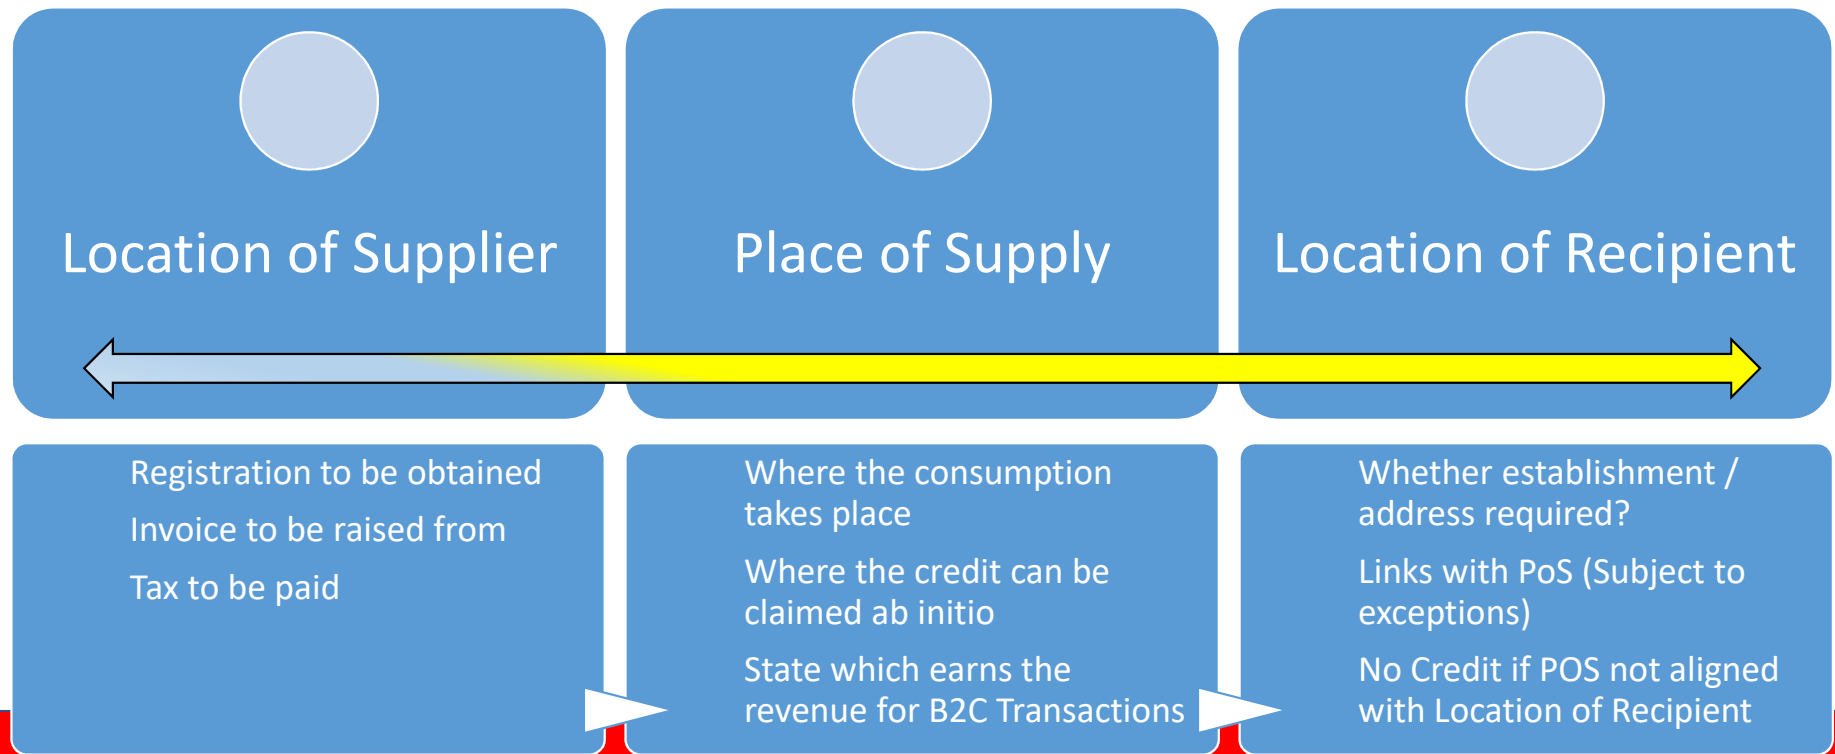 Location of Supplier
Place of Supply
Location of Recipient
Registration to be obtained
Invoice to be raised from
Tax to be paid
Where the consumption
takes place
Where the credit can be
claimed ab initio
State which earns the
revenue for B2C Transactions
Whether establishment /
address required?
Links with PoS (Subject to
exceptions)
No Credit if POS not aligned
with Location of Recipient